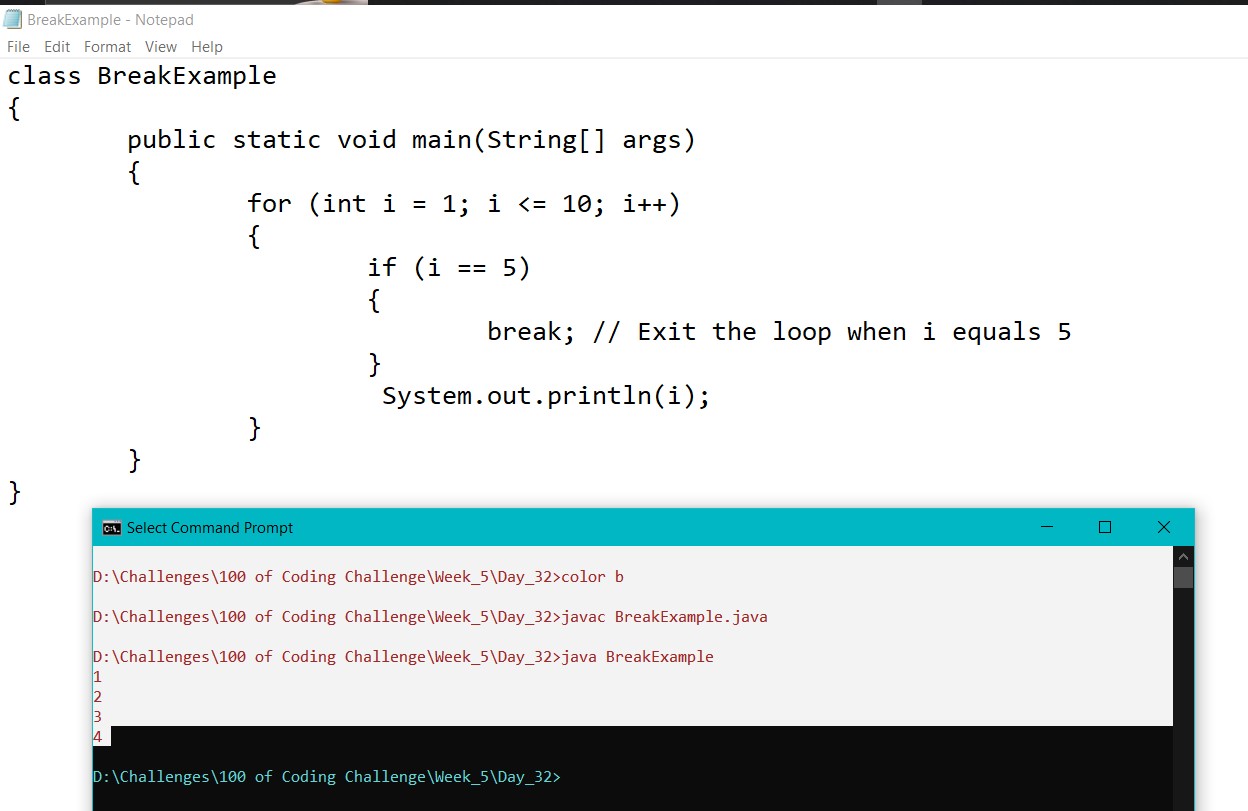 BreakExample - Notepad
File Edit Format View Help
class BreakExample
{
public static void main(String[] args)
{
for (int i = 1; i <= 10; i++)
{
if (i == 5)
{
break; // Exit the loop when i equals 5
}
System.out.println(i);
}
}
}
C:\. Select Command Prompt
D:\Challenges\100 of Coding Challenge\Week_5\Day_32>color b
D:\Challenges\100 of Coding Challenge\Week_5\Day_32>javac BreakExample.java
D:\Challenges\100 of Coding Challenge\Week_5\Day_32>java BreakExample
1
2
3
4
D:\Challenges\100 of Coding Challenge\Week_5\Day_32>